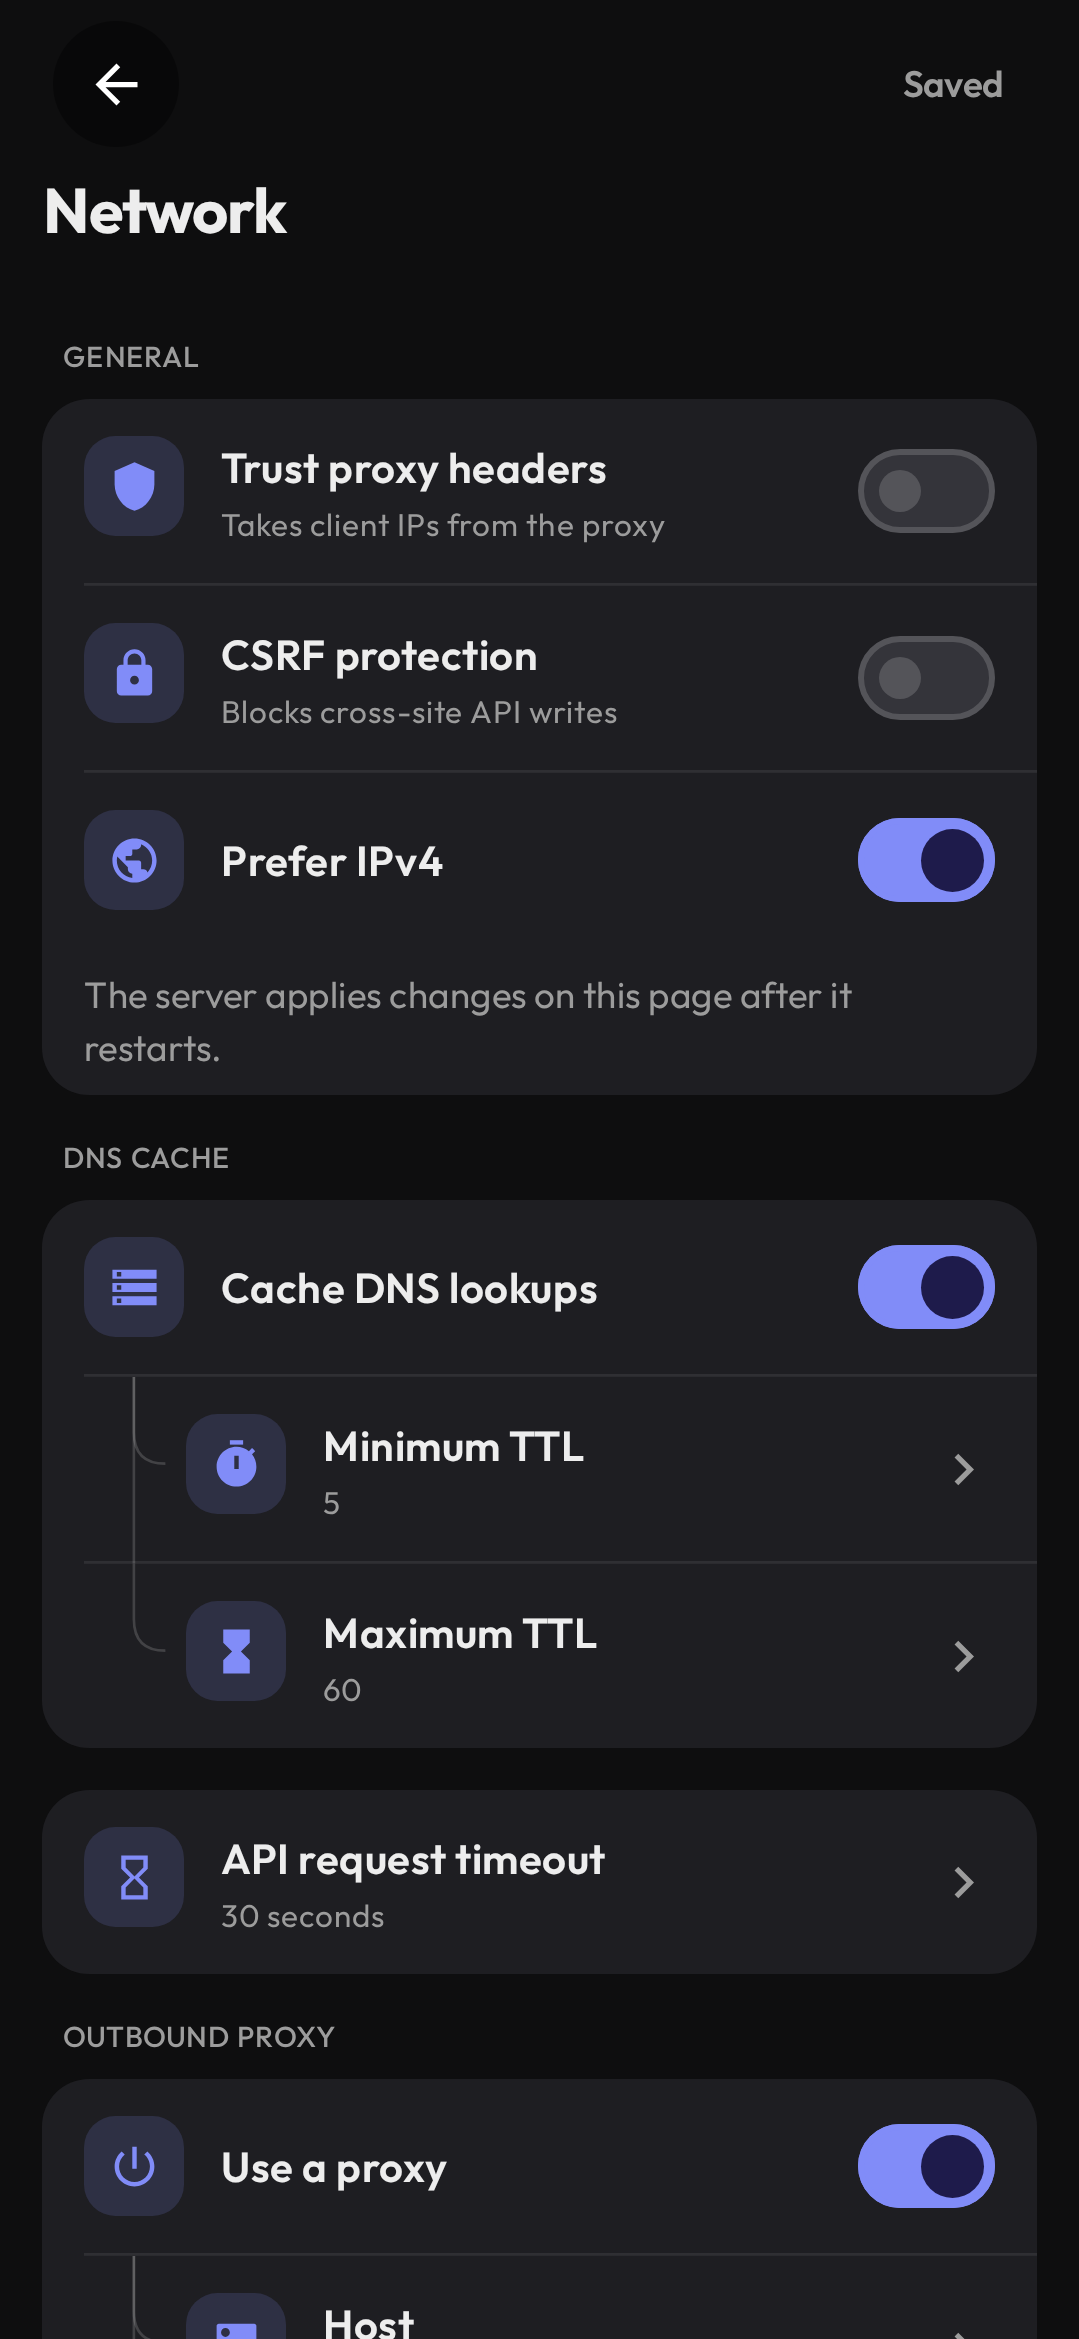 Saved
Network
GENERAL
Trust proxy headers
Takes client IPs from the proxy
CSRF protection
Blocks cross-site API writes
Prefer IPv4
The server applies changes on this page after it
restarts.
DNS CACHE
Cache DNS lookups
Minimum TTL
5
Maximum TTL
60
API request timeout
30 seconds
OUTBOUND PROXY
Use a proxy
Host